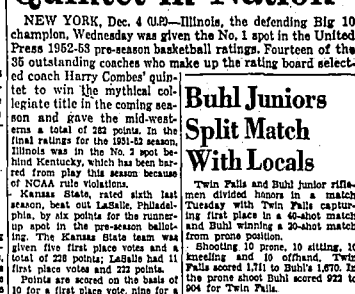 Quintet in Nation
NEW YORK, Dec. 4 (U.P.)—Illinois, the defending Big 10
champion, Wednesday was given the No. 1 spot in the United
Press 1952-53 pre-season basketball ratings. Fourteen of the
35 outstanding coaches who make up the rating board select-
ed coach Harry Combes' quin-
tet to win the mythical col-
legiate title in the coming sea-
son and gave the mid-west-
erns a total of 282 points. In the
final ratings for the 1951-52 season,
Illinois was in the No. 2 spot be-
hind Kentucky, which has been bar-
red from play this season because
of NCAA rule violations.
Kansas State, rated sixth last
season, beat out LaSalle, Philadel-
phia, by six points for the runner-
up spot in the pre-season ballot-
ing. The Kansas State team was
given five first place votes and a
total of 228 points; LaSalle had 11
first place votes and 222 points.
Points are scored on the basis of
10 for a first place vote, nine for a
Buhl Juniors
Split Match
With Locals
Twin Falls and Buhl junior rifle-
men divided honors in a match
Tuesday with Twin Falls captur-
ing first place in a 40-shot match
and Buhl winning a 20-shot match
from prone position.
Shooting 10 prone, 10 sitting, 10
kneeling and 10 offhand, Twin
Falls scored 1,711 to Buhl's 1,670. In
the prone shoot Buhl scored 922 to
904 for Twin Falls.